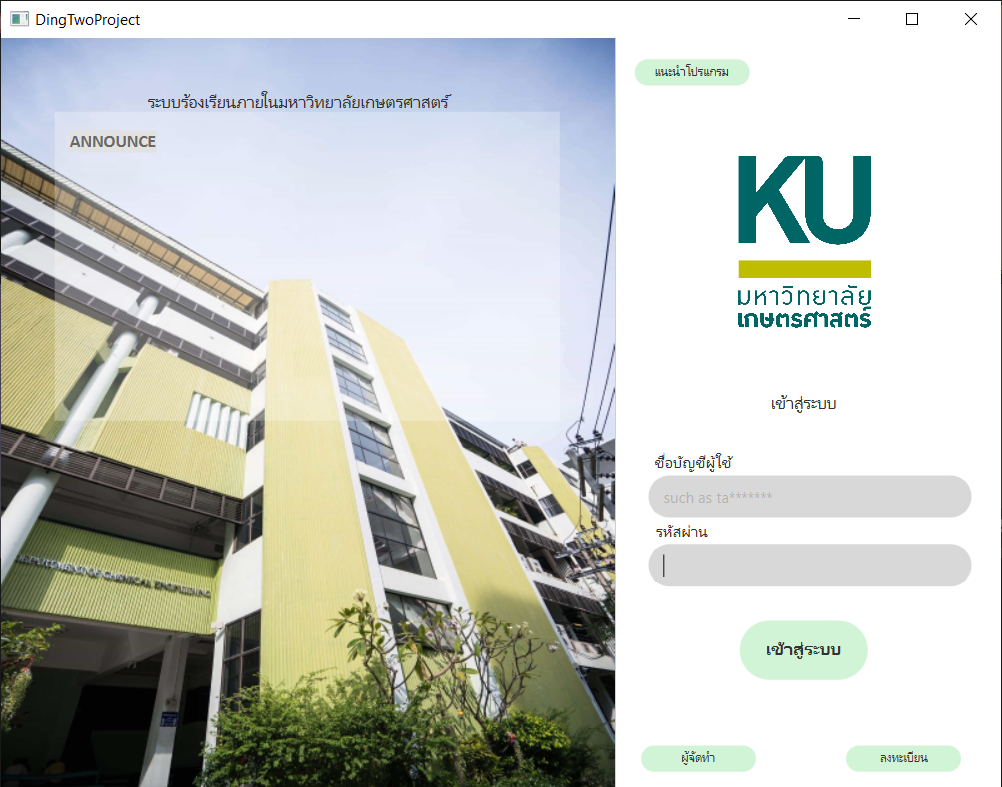 DingTwoProject
ระบบร้องเรียนภายในมหาวิทยาลัยเกษตรศาสตร์
ANNOUNCE
DEPARTMENT OF CHEMICAL ENGINEERING
แนะนำโปรแกรม
KU
มหาวิทยาลัย
เกษตรศาสตร์
เข้าสู่ระบบ
ชื่อบัญชีผู้ใช้
such as ta*******
รหัสผ่าน
เข้าสู่ระบบ
ผู้จัดทำ
ลงทะเบียน